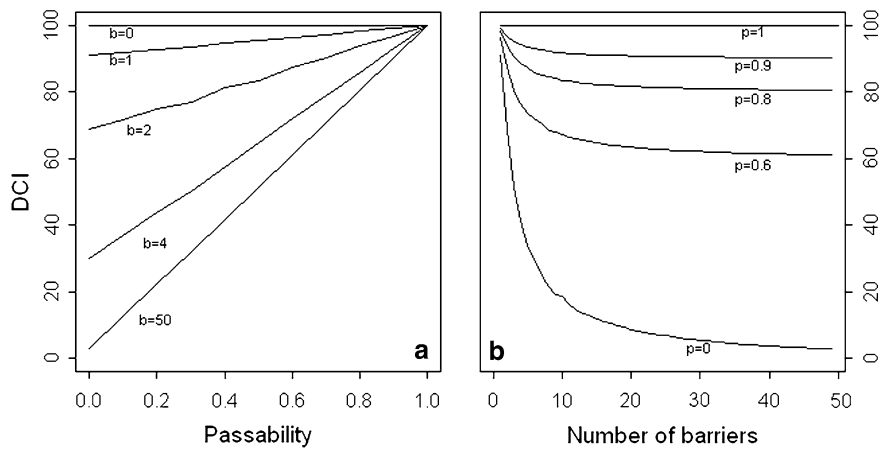 DCI
0
20
40
60
80
100
b=0
b=1
b=2
b=4
b=50
a
0.0 0.2 0.4 0.6 0.8 1.0
Passability
p=1
p=0.9
p=0.8
p=0.6
p=0
b
0 10 20 30 40 50
Number of barriers
0
20
40
60
80
100